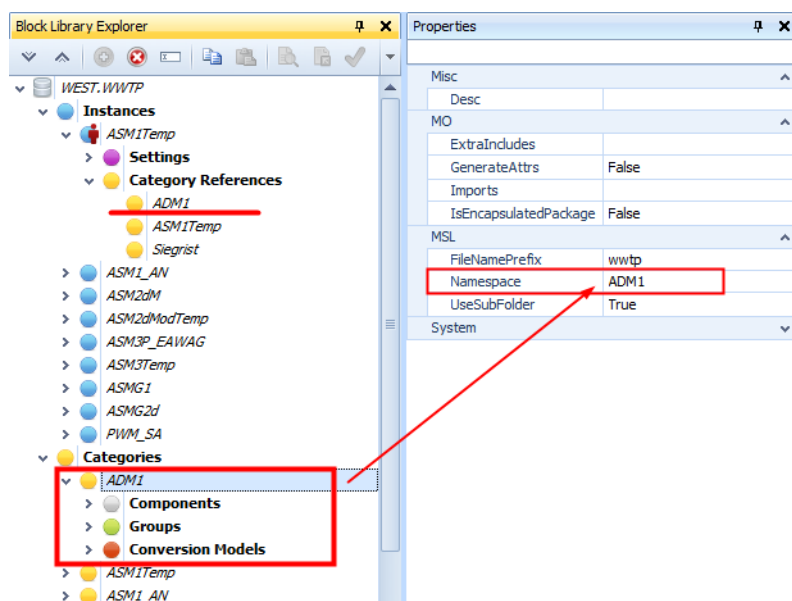 Block Library Explorer
WEST.WWTP
Instances
ASM1Temp
Settings
Category References
ADM1
ASM1Temp
Siegrist
ASM1_AN
ASM2dM
ASM2dModTemp
ASM3P_EAWAG
ASM3Temp
ASMG1
ASMG2d
PWM_SA
Categories
ADM1
Components
Groups
Conversion Models
ASM1Temp
ASM1_AN
Properties
Misc
Desc
MO
ExtraIncludes
GenerateAttrs False
Imports
IsEncapsulatedPackage False
MSL
FileNamePrefix wwtp
Namespace ADM1
UseSubFolder True
System